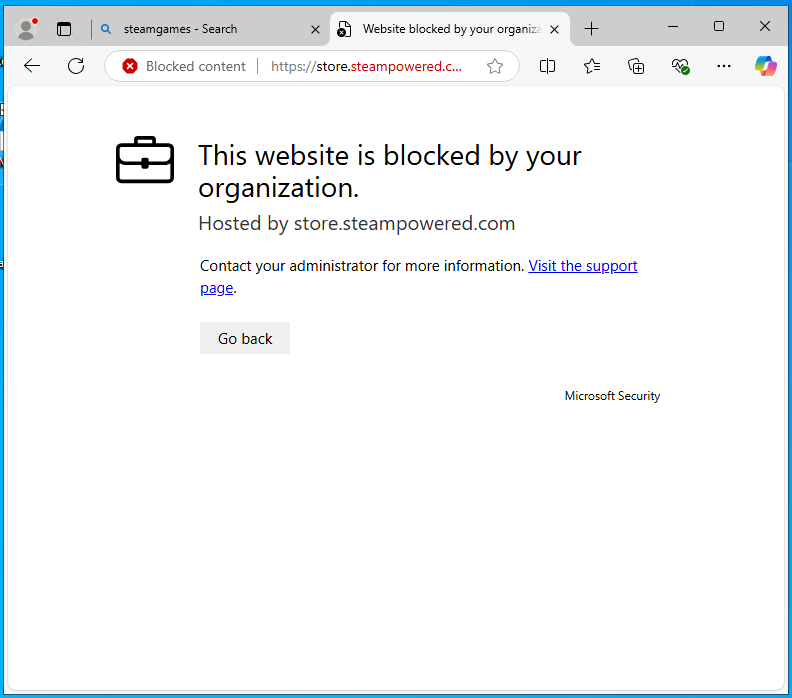 steamgames - Search
Website blocked by your organiza
Blocked content
https://store.steampowered.c...
This website is blocked by your
organization.
Hosted by store.steampowered.com
Contact your administrator for more information. Visit the support
page.
Go back
Microsoft Security